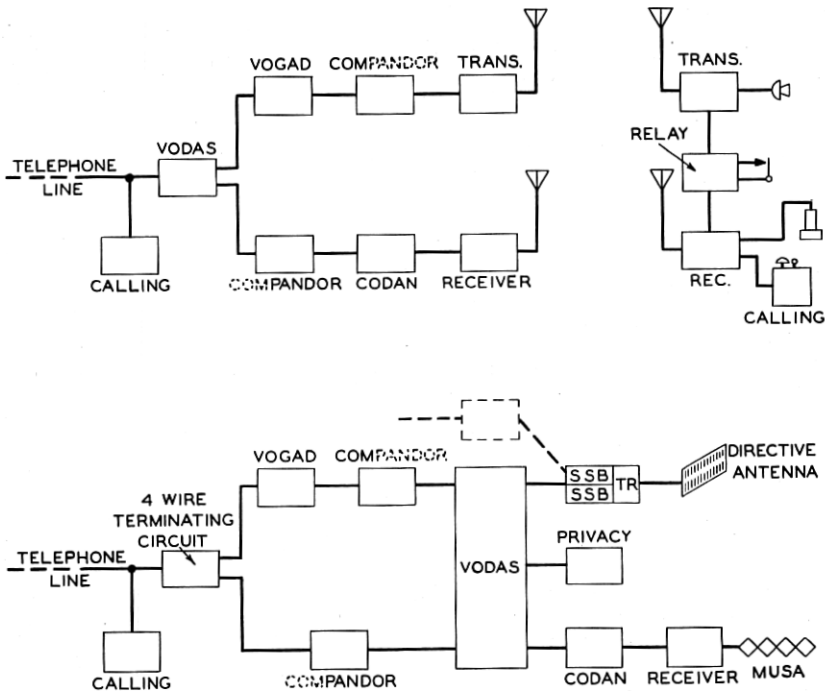 VOGAD
COMPANDOR
TRANS.
TRANS.
RELAY
VODAS
TELEPHONE
LINE
CALLING
COMPANDOR
CODAN
RECEIVER
REC.
CALLING
VOGAD
COMPANDOR
SSB
SSB
TR
DIRECTIVE
ANTENNA
4 WIRE
TERMINATING
CIRCUIT
TELEPHONE
LINE
CALLING
VODAS
PRIVACY
COMPANDOR
CODAN
RECEIVER
MUSA